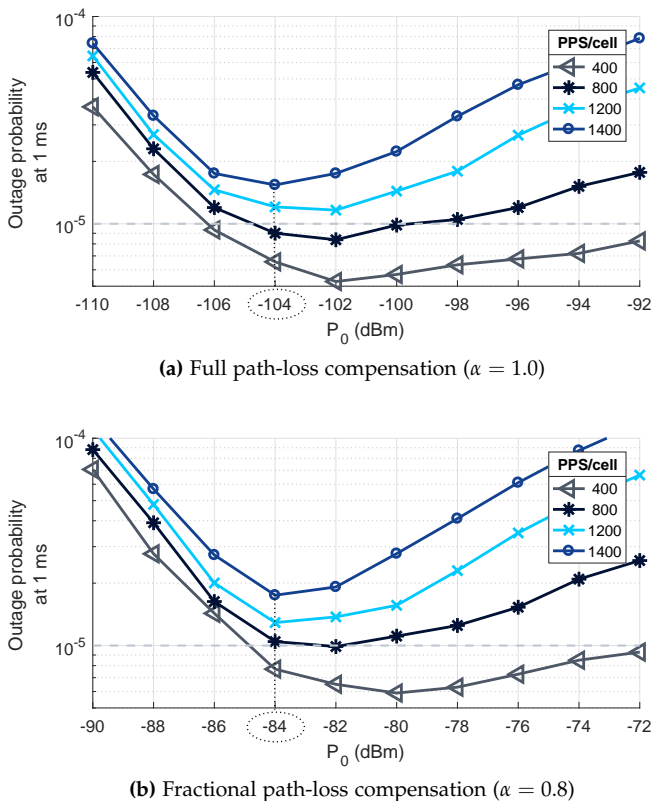 10^-4
PPS/cell
400
800
1200
1400
Outage probability
at 1 ms
10^-5
-110 -108 -106 -104 -102 -100 -98 -96 -94 -92
P_0 (dBm)
(a) Full path-loss compensation (α = 1.0)
10^-4
PPS/cell
400
800
1200
1400
Outage probability
at 1 ms
10^-5
-90 -88 -86 -84 -82 -80 -78 -76 -74 -72
P_0 (dBm)
(b) Fractional path-loss compensation (α = 0.8)